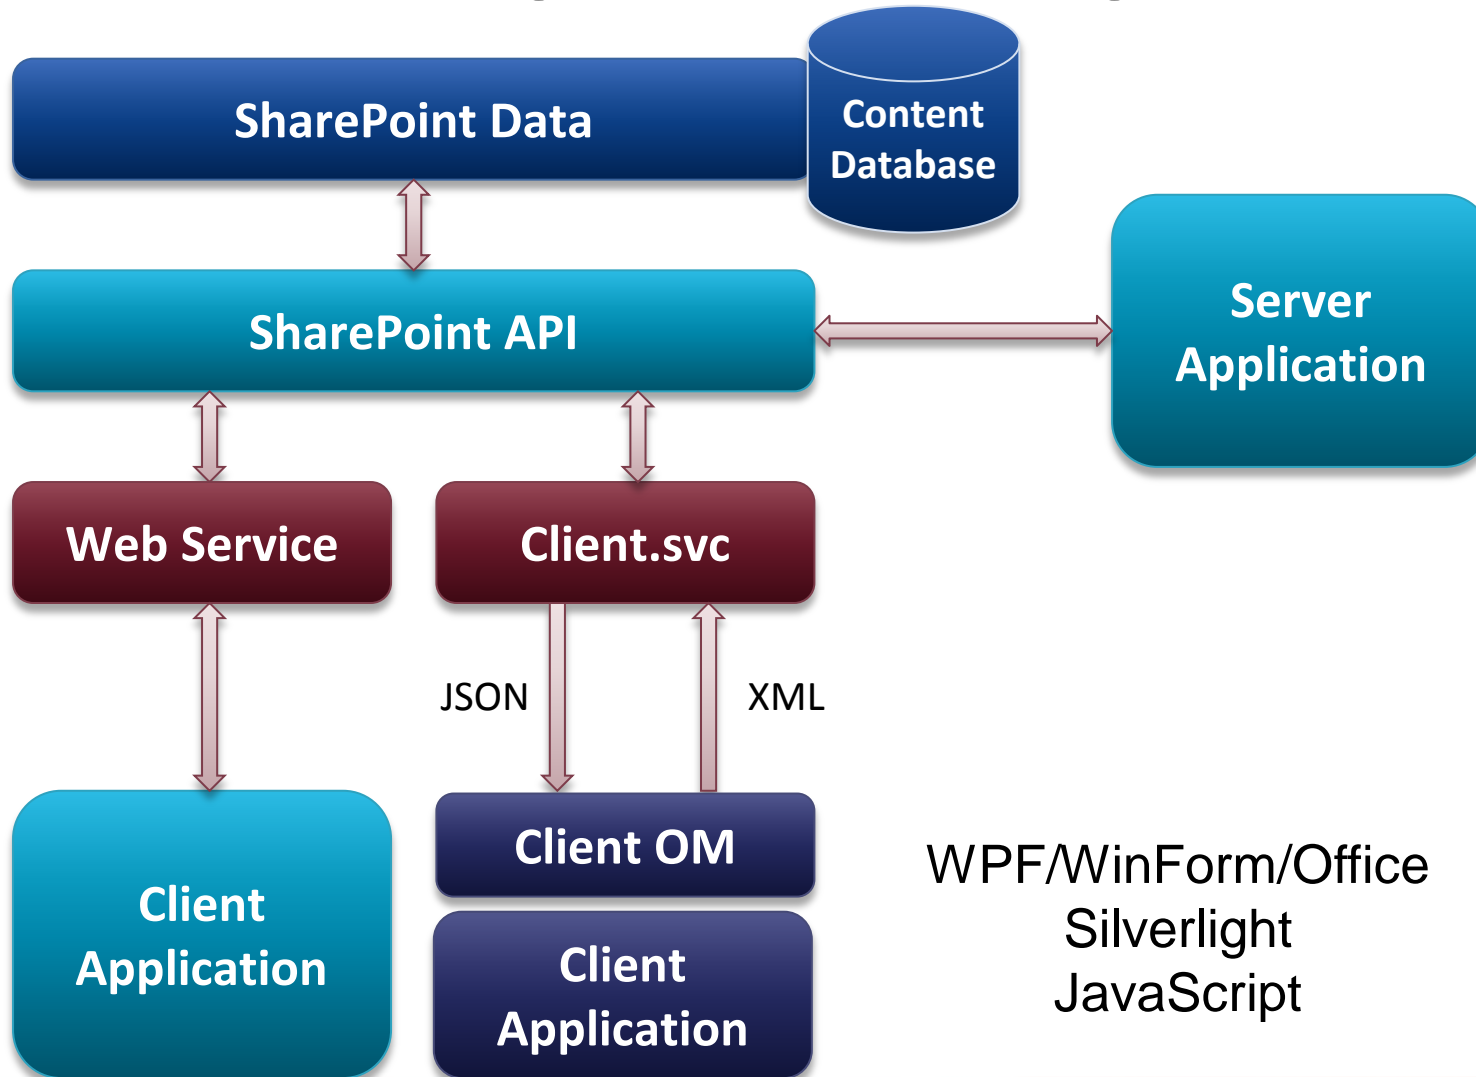 SharePoint Data
Content
Database
SharePoint API
Server
Application
Web Service
Client.svc
JSON
XML
Client OM
Client
Application
Client
Application
WPF/WinForm/Office
Silverlight
JavaScript